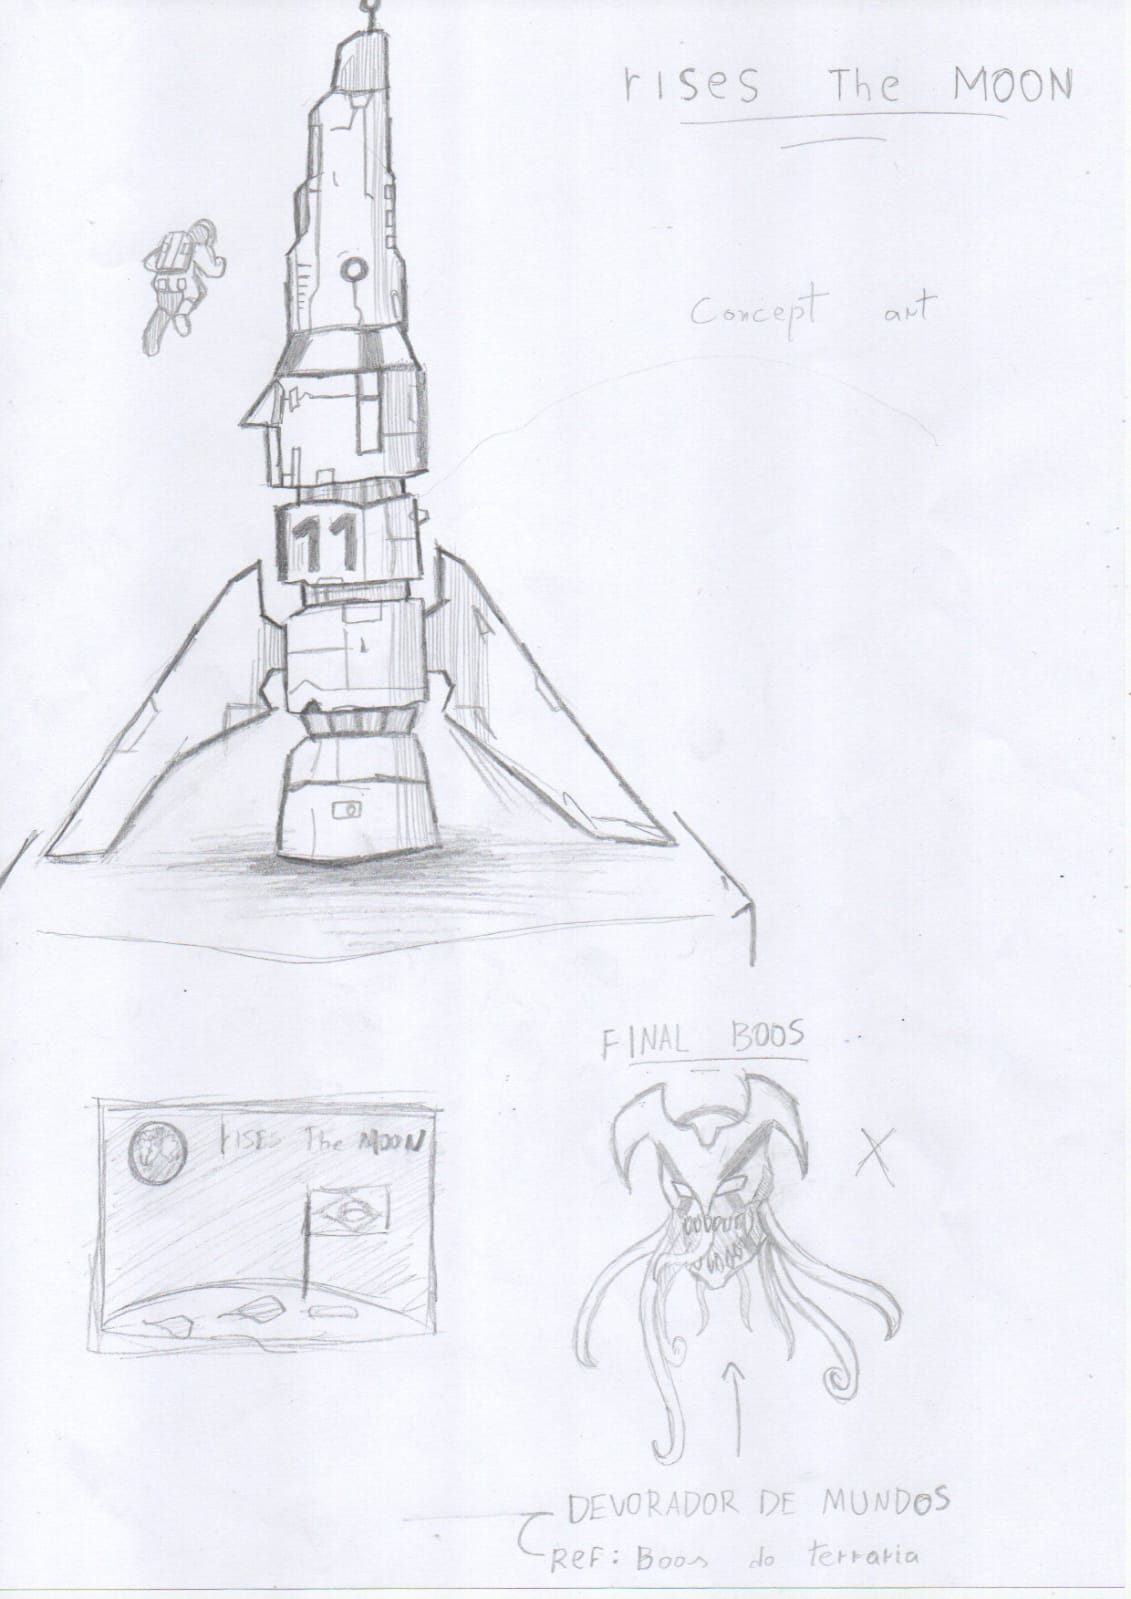 rises The MOON
Concept art
11
FINAL BOOS
rises The MOON
X
DEVORADOR DE MUNDOS
Ref: Boos do terraria